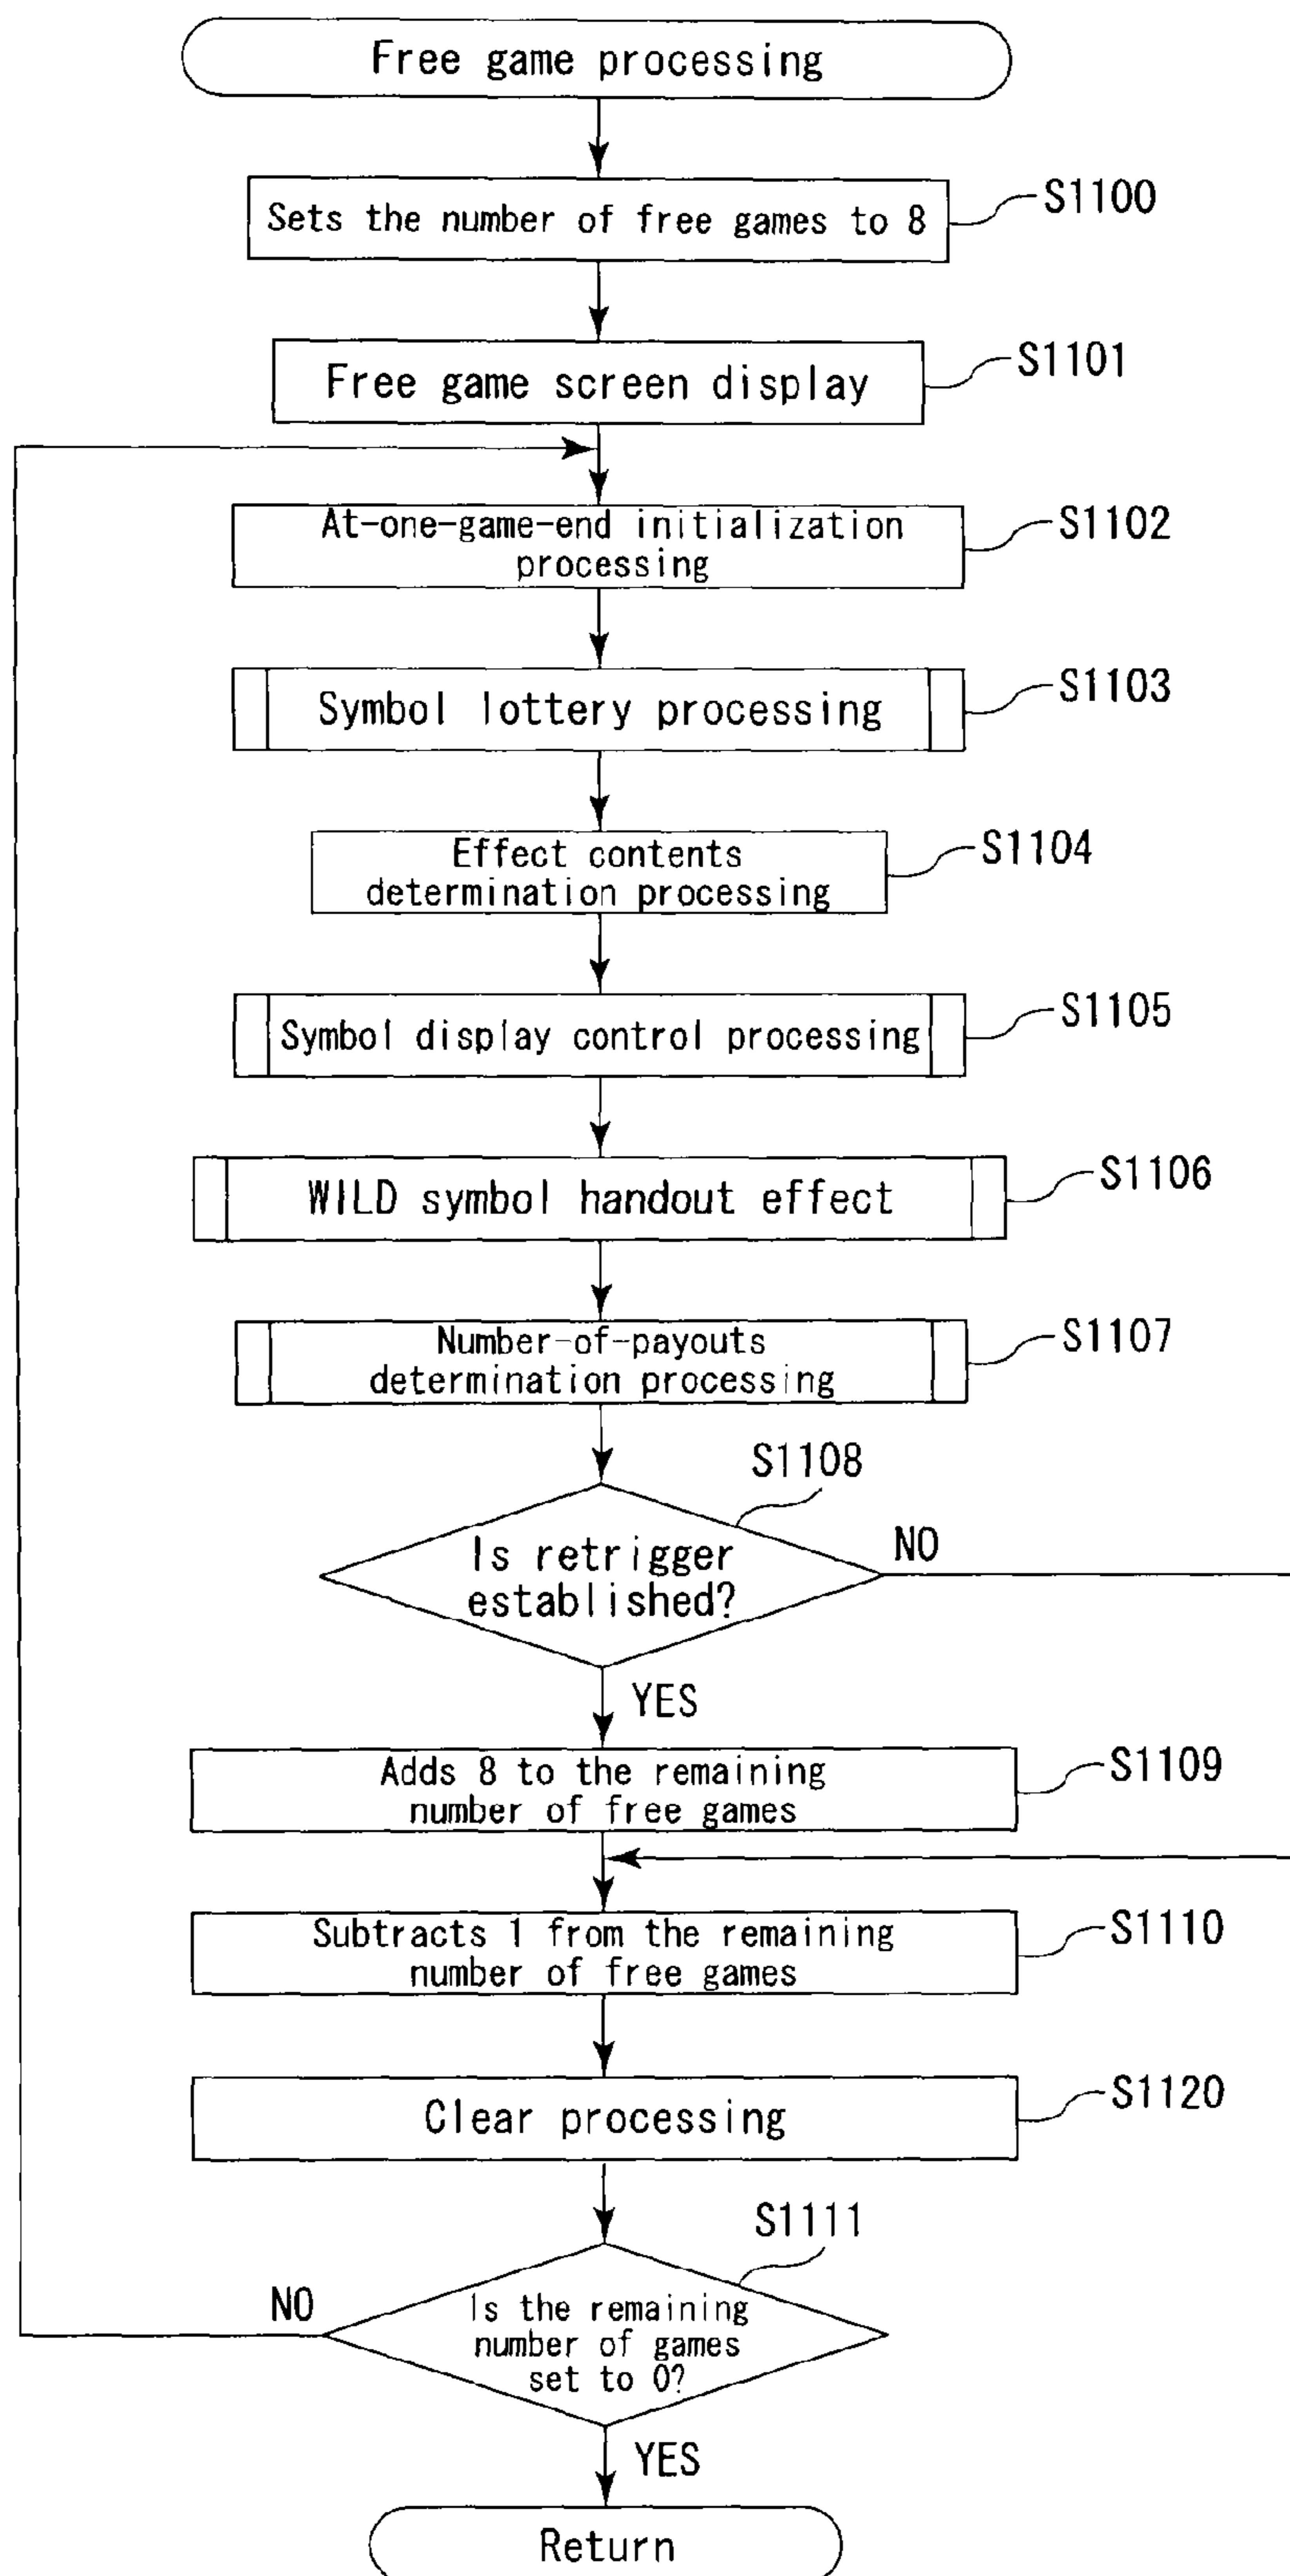 Free game processing
Sets the number of free games to 8
S1100
Free game screen display
S1101
At-one-game-end initialization
processing
S1102
Symbol lottery processing
S1103
Effect contents
determination processing
S1104
Symbol display control processing
S1105
WILD symbol handout effect
S1106
Number-of-payouts
determination processing
S1107
S1108
Is retrigger
established?
NO
YES
Adds 8 to the remaining
number of free games
S1109
Subtracts 1 from the remaining
number of free games
S1110
Clear processing
S1120
S1111
Is the remaining
number of games
set to 0?
NO
YES
Return